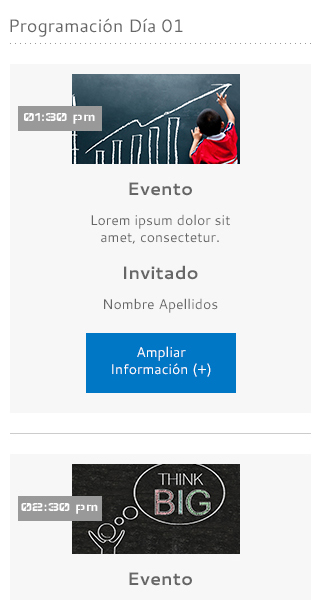 Programación Día 01
01:30 pm
Evento
Lorem ipsum dolor sit
amet, consectetur.
Invitado
Nombre Apellidos
Ampliar
Información (+)
THINK
BIG
02:30 pm
Evento